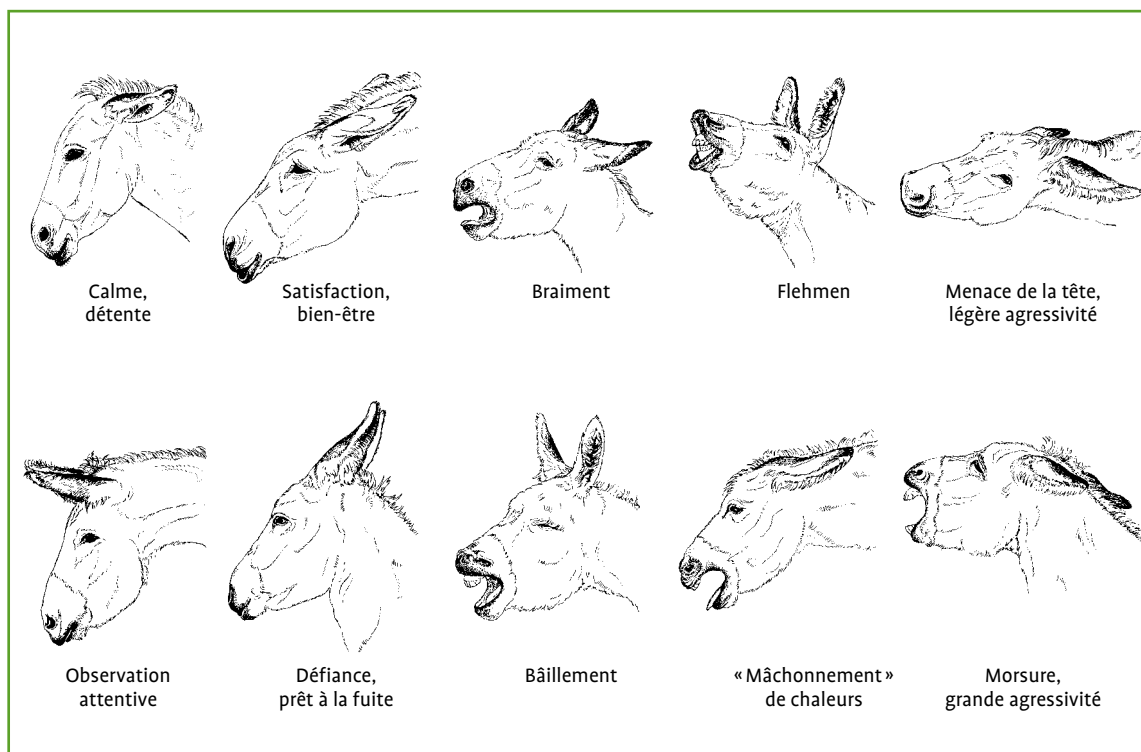 Calme,
détente
Satisfaction,
bien-être
Braiment
Flehmen
Menace de la tête,
légère agressivité
Observation
attentive
Défiance,
prêt à la fuite
Bâillement
« Mâchonnement »
de chaleurs
Morsure,
grande agressivité